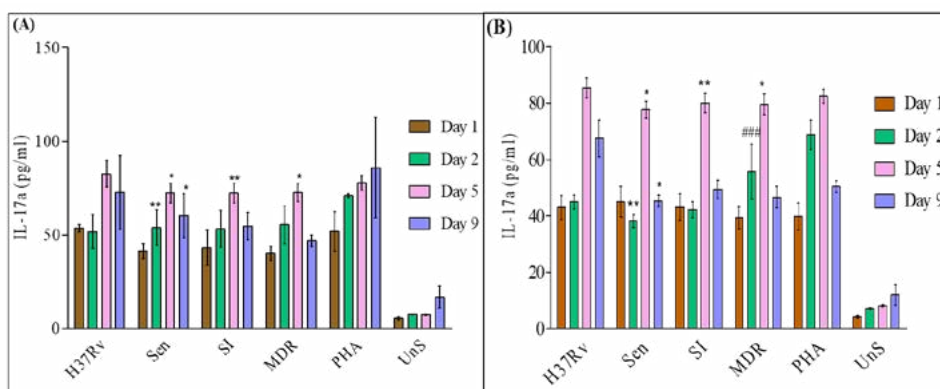 (A)
150
100
50
0
IL-17a (pg/ml)
** * * ** *
Day 1
Day 2
Day 5
Day 9
H37Rv Sen SI MDR PHA UnS
(B)
100
80
60
40
20
0
IL-17a (pg/ml)
** * * ** ### *
Day 1
Day 2
Day 5
Day 9
H37Rv Sen SI MDR PHA UnS